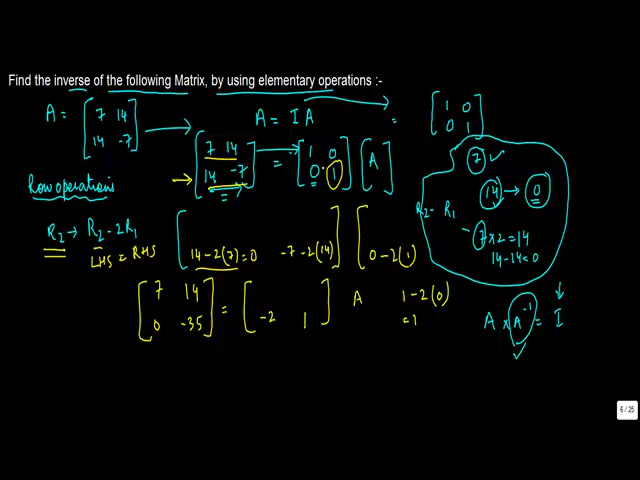 Find the inverse of the following Matrix, by using elementary operations :-
A = [ 7 14
14 -7 ]
A = I A
=
[ 1 0
0 1 ]
[ 7 14
14 -7 ] = [ 1 0
0 1 ] [ A ]
Row operations
R2 → R2 - 2R1
LHS = RHS
[ 14-2(7)=0 -7-2(14) ] [ 0-2(1)
[ 7 14
0 -35 ] = [
-2 1 ] A
1-2(0)
=1
7 ✓
14 → 0
R2 - R1
- 7×2=14
14-14=0
↓
A × A⁻¹ = I
✓
6 / 25